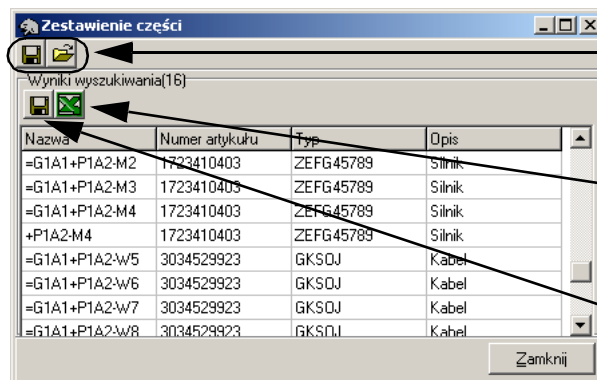 Zestawienie części
Wyniki wyszukiwania(16)
Nazwa Numer artykułu Typ Opis
=G1A1+P1A2-M2 1723410403 ZEFG45789 Silnik
=G1A1+P1A2-M3 1723410403 ZEFG45789 Silnik
=G1A1+P1A2-M4 1723410403 ZEFG45789 Silnik
+P1A2-M4 1723410403 ZEFG45789 Silnik
=G1A1+P1A2-W5 3034529923 GKSOJ Kabel
=G1A1+P1A2-W6 3034529923 GKSOJ Kabel
=G1A1+P1A2-W7 3034529923 GKSOJ Kabel
=G1A1+P1A2-W8 3034529923 GKSOJ Kabel
Zamknij